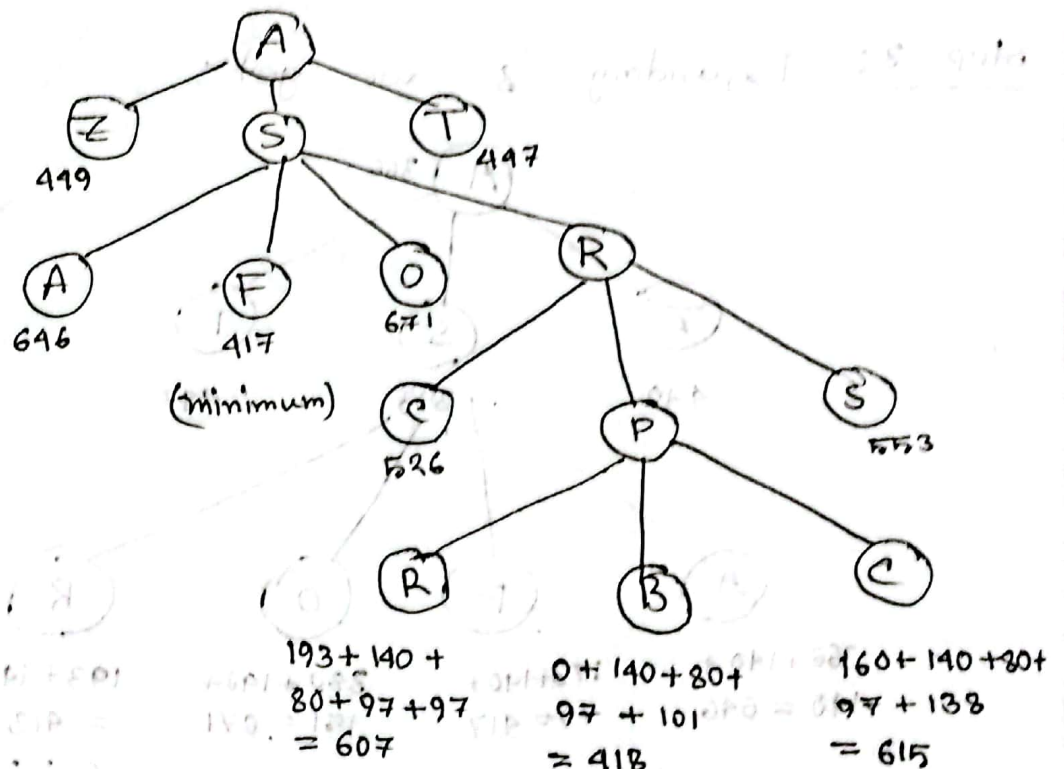 A
Z
S
T
449
447
A
F
O
R
646
417
671
(minimum)
C
P
S
526
553
R
B
C
193 + 140 +
80 + 97 + 97
= 607
0 + 140 + 80 +
97 + 101
= 418
160 + 140 + 80 +
97 + 138
= 615